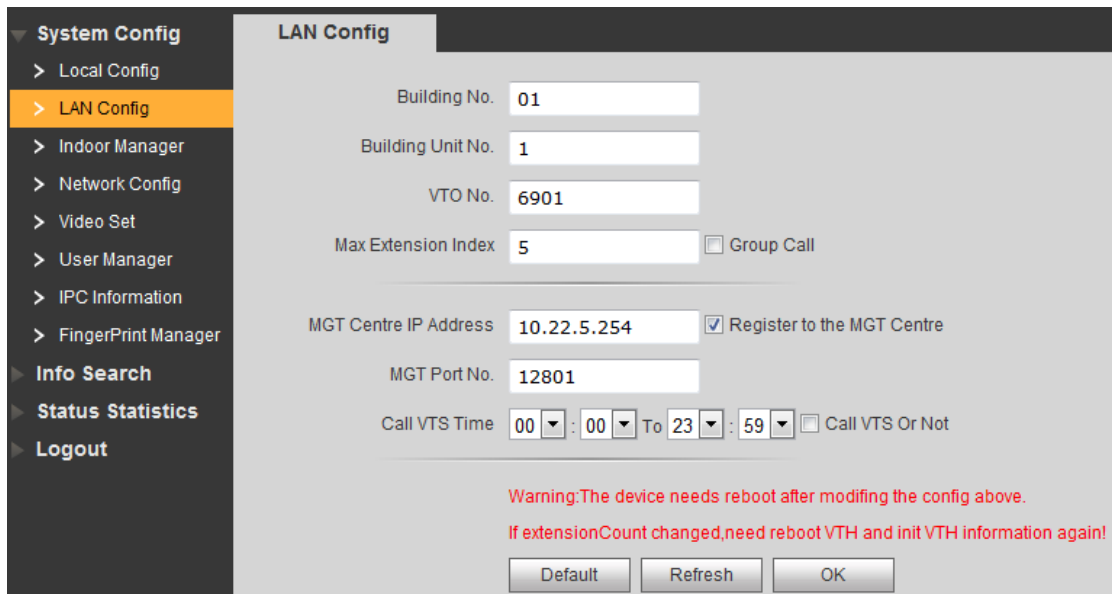 System Config
Local Config
LAN Config
Indoor Manager
Network Config
Video Set
User Manager
IPC Information
FingerPrint Manager
Info Search
Status Statistics
Logout
LAN Config
Building No. 01
Building Unit No. 1
VTO No. 6901
Max Extension Index 5 Group Call
MGT Centre IP Address 10.22.5.254 Register to the MGT Centre
MGT Port No. 12801
Call VTS Time 00 : 00 To 23 : 59 Call VTS Or Not
Warning:The device needs reboot after modifing the config above.
If extensionCount changed,need reboot VTH and init VTH information again!
Default Refresh OK